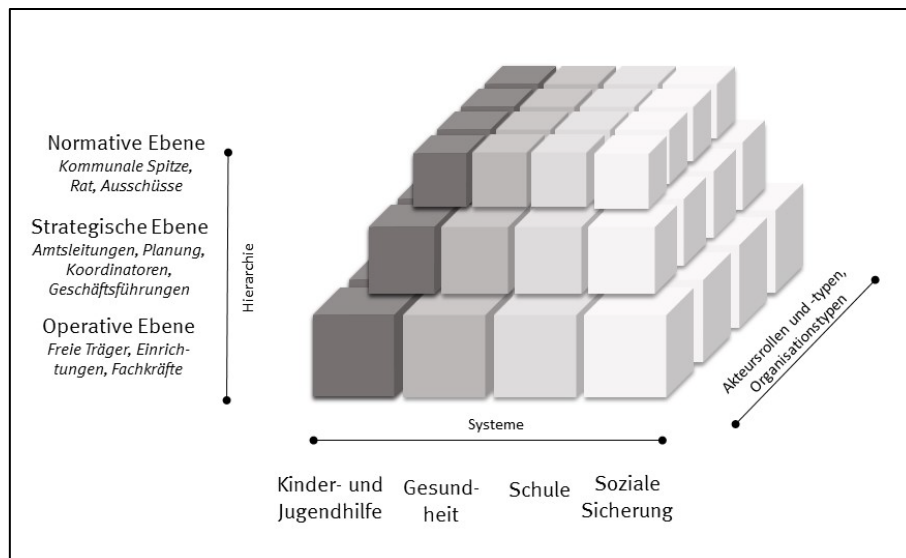 Normative Ebene
Kommunale Spitze,
Rat, Ausschüsse
Strategische Ebene
Amtsleitungen, Planung,
Koordinatoren,
Geschäftsführungen
Operative Ebene
Freie Träger, Einrich-
tungen, Fachkräfte
Hierarchie
Akteursrollen und -typen,
Organisationstypen
Systeme
Kinder- und
Jugendhilfe
Gesund-
heit
Schule
Soziale
Sicherung